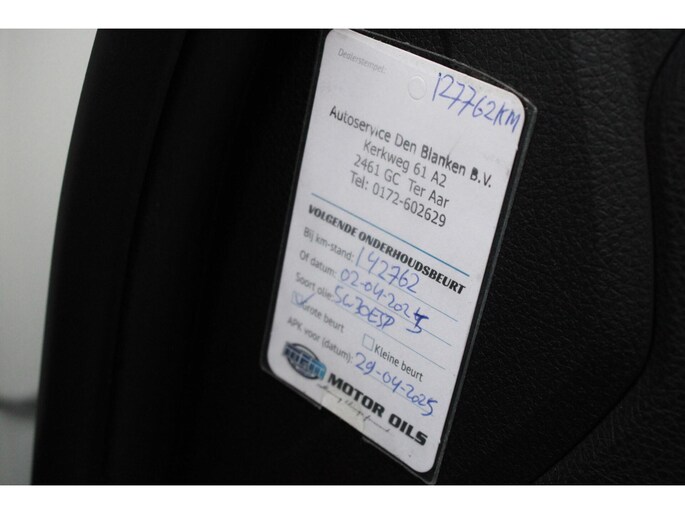 Dealerstempel:
127762KM
Autoservice Den Blanken B.V.
Kerkweg 61 A2
2461 GC Ter Aar
Tel: 0172-602629
VOLGENDE ONDERHOUDSBEURT
Bij km-stand: 142762
Of datum: 02-04-2025
Soort olie: 5W30ESP
Grote beurt Kleine beurt
APK voor (datum): 29-04-2025
MOTOR OILS